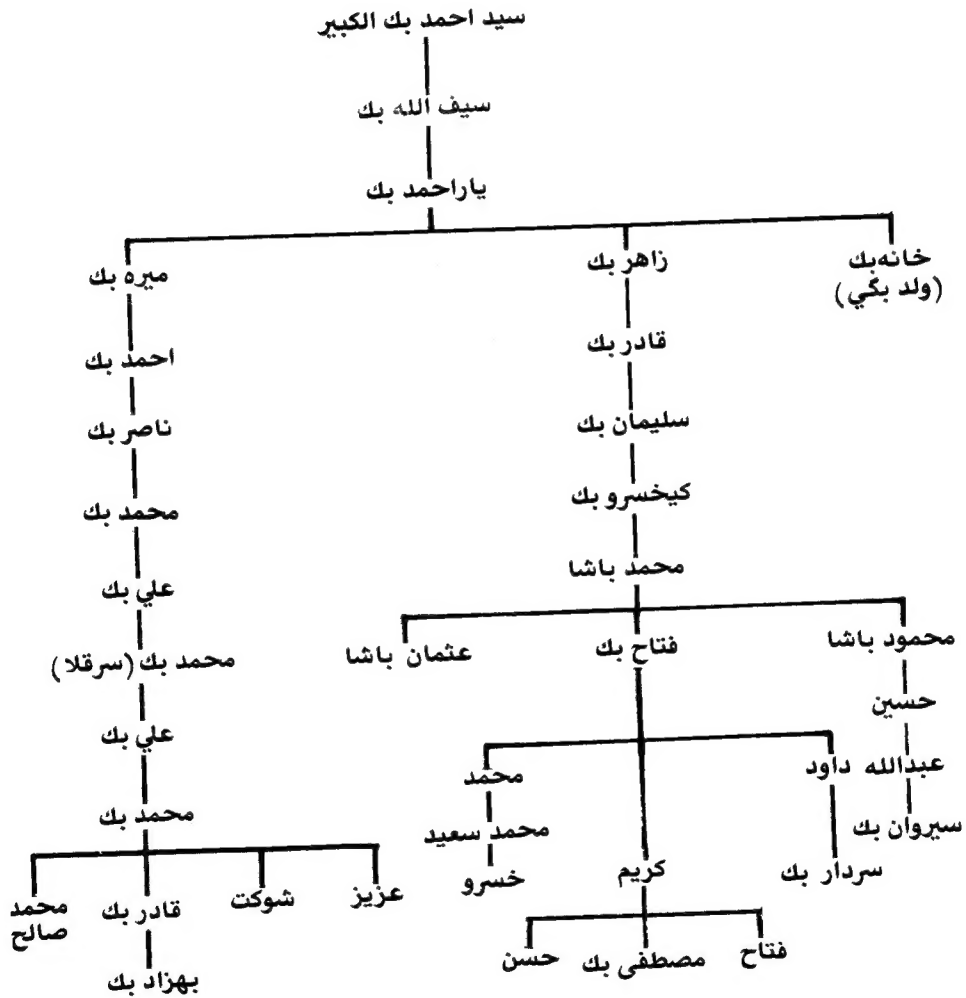 سيد احمد بك الكبير
سيف الله بك
ياراحمد بك
خانه‌بك
(ولد بگي)
زاهر بك
ميره بك
قادر بك
احمد بك
سليمان بك
ناصر بك
كيخسرو بك
محمد بك
محمد باشا
علي بك
محمود باشا
فتاح بك
عثمان باشا
محمد بك (سرقلا)
حسين
علي بك
عبدالله
داود
محمد
محمد بك
سيروان بك
محمد سعيد
سردار بك
كريم
خسرو
عزيز
شوكت
قادر بك
محمد
صالح
فتاح
مصطفى بك
حسن
بهزاد بك